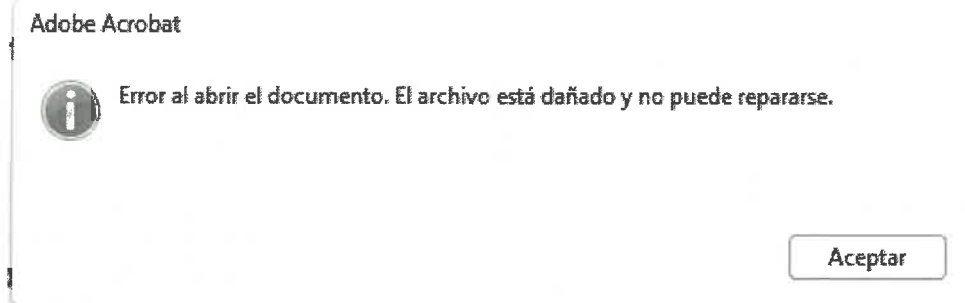 Adobe Acrobat
Error al abrir el documento. El archivo está dañado y no puede repararse.
Aceptar